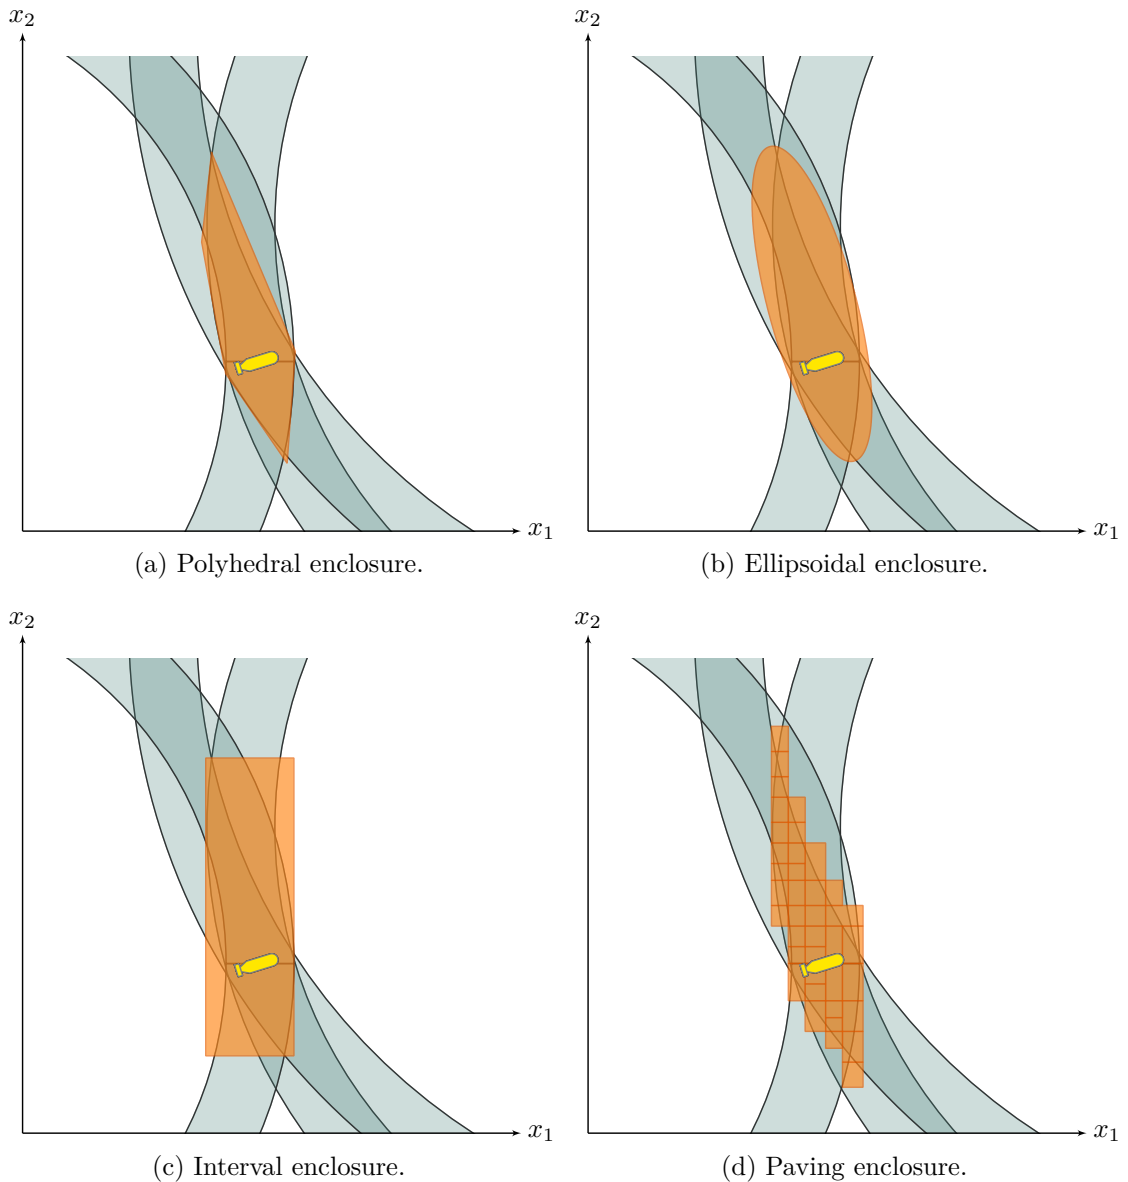 x₂
x₂
x₁
x₁
(a) Polyhedral enclosure.
(b) Ellipsoidal enclosure.
x₂
x₂
x₁
x₁
(c) Interval enclosure.
(d) Paving enclosure.